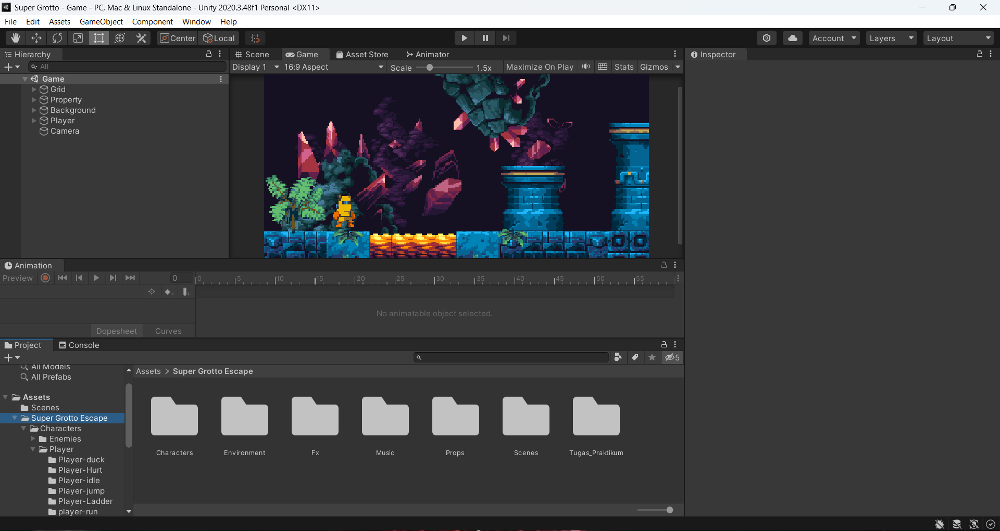 Super Grotto - Game - PC, Mac & Linux Standalone - Unity 2020.3.48f1 Personal <DX11>
File Edit Assets GameObject Component Window Help
Center Local Account Layers Layout
Hierarchy
All
Game
Grid
Property
Background
Player
Camera
Scene Game Asset Store Animator
Display 1 16:9 Aspect Scale 1.5x Maximize On Play Stats Gizmos
Inspector
Animation
Preview 0 0 5 10 15 20 25 30 35 40 45 50 55
No animatable object selected.
Dopesheet Curves
Project Console
5
All Models
All Prefabs
Assets
Scenes
Super Grotto Escape
Characters
Enemies
Player
Player-duck
Player-Hurt
Player-idle
Player-jump
Player-Ladder
player-run
Assets > Super Grotto Escape
Characters Environment Fx Music Props Scenes Tugas_Praktikum